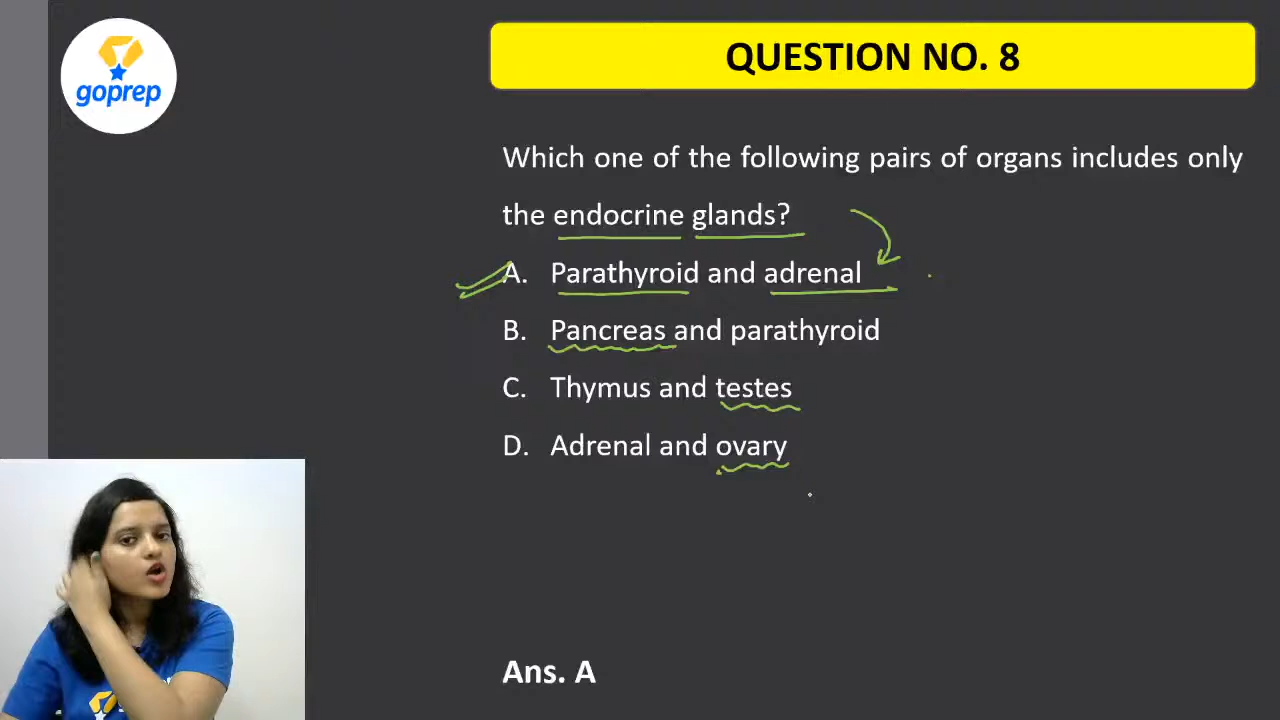 goprep
QUESTION NO. 8
Which one of the following pairs of organs includes only
the endocrine glands?
A. Parathyroid and adrenal
B. Pancreas and parathyroid
C. Thymus and testes
D. Adrenal and ovary
Ans. A